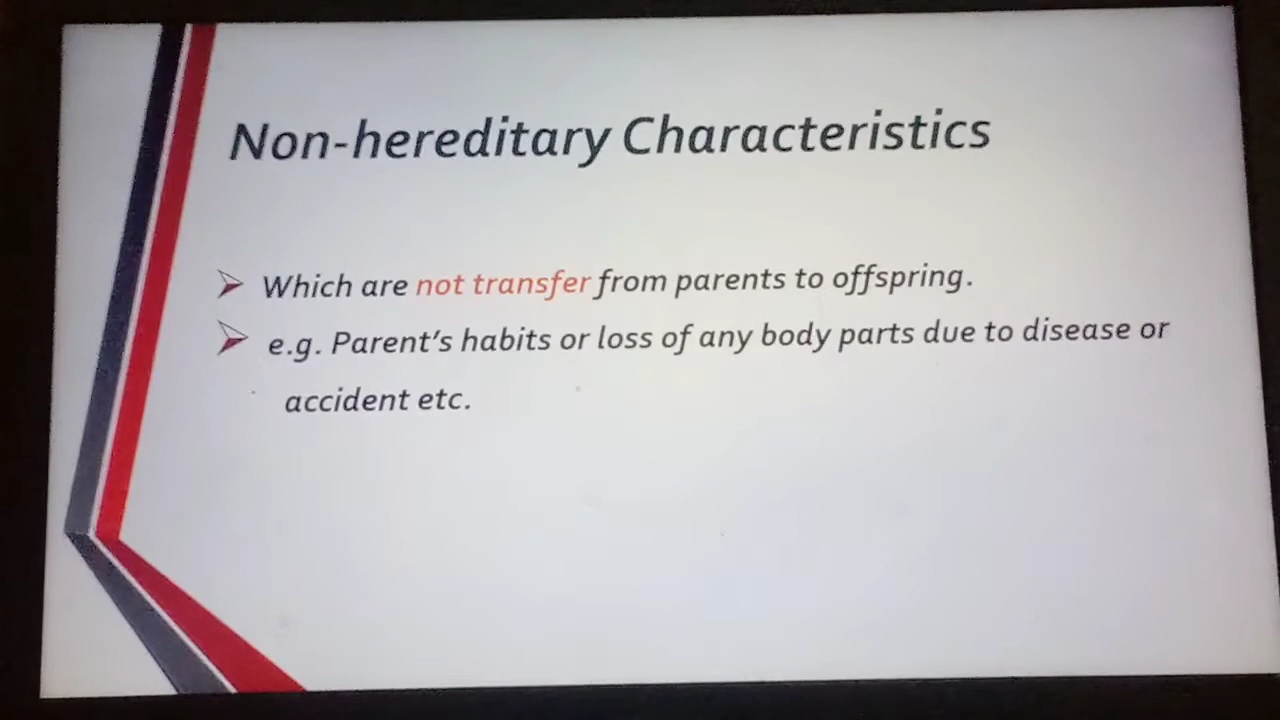 Non-hereditary Characteristics
Which are not transfer from parents to offspring.
e.g. Parent's habits or loss of any body parts due to disease or
accident etc.